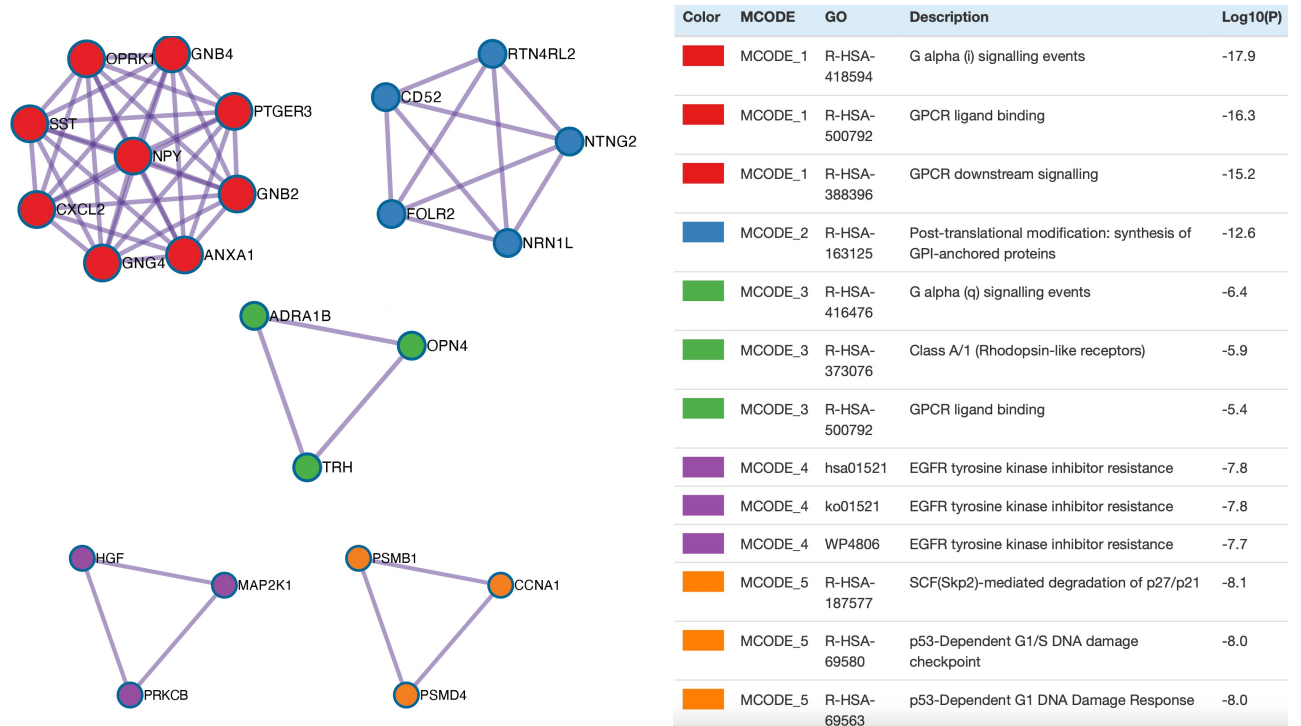 OPRK1
GNB4
SST
PTGER3
NPY
CXCL2
GNB2
GNG4
ANXA1
RTN4RL2
CD52
NTNG2
FOLR2
NRN1L
ADRA1B
OPN4
TRH
HGF
MAP2K1
PRKCB
PSMB1
CCNA1
PSMD4
Color MCODE GO Description Log10(P)
MCODE_1 R-HSA- G alpha (i) signalling events -17.9
418594
MCODE_1 R-HSA- GPCR ligand binding -16.3
500792
MCODE_1 R-HSA- GPCR downstream signalling -15.2
388396
MCODE_2 R-HSA- Post-translational modification: synthesis of -12.6
163125 GPI-anchored proteins
MCODE_3 R-HSA- G alpha (q) signalling events -6.4
416476
MCODE_3 R-HSA- Class A/1 (Rhodopsin-like receptors) -5.9
373076
MCODE_3 R-HSA- GPCR ligand binding -5.4
500792
MCODE_4 hsa01521 EGFR tyrosine kinase inhibitor resistance -7.8
MCODE_4 ko01521 EGFR tyrosine kinase inhibitor resistance -7.8
MCODE_4 WP4806 EGFR tyrosine kinase inhibitor resistance -7.7
MCODE_5 R-HSA- SCF(Skp2)-mediated degradation of p27/p21 -8.1
187577
MCODE_5 R-HSA- p53-Dependent G1/S DNA damage -8.0
69580 checkpoint
MCODE_5 R-HSA- p53-Dependent G1 DNA Damage Response -8.0
69563